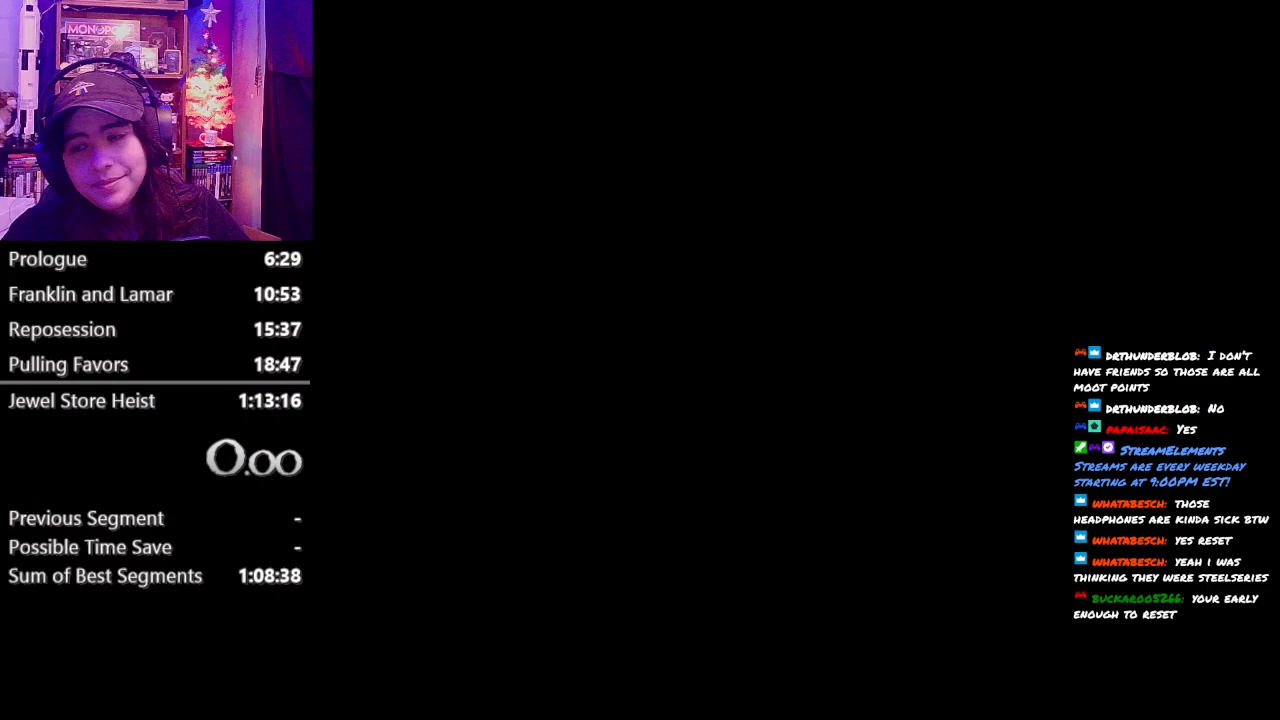 MONOPOLY
Prologue 6:29
Franklin and Lamar 10:53
Reposession 15:37
Pulling Favors 18:47
Jewel Store Heist 1:13:16
0.00
Previous Segment -
Possible Time Save -
Sum of Best Segments 1:08:38
DRTHUNDERBLOB: I DON'T
HAVE FRIENDS SO THOSE ARE ALL
MOOT POINTS
DRTHUNDERBLOB: NO
PAPAISAAC: YES
STREAMELEMENTS
STREAMS ARE EVERY WEEKDAY
STARTING AT 9:00PM EST!
WHATABESCH: THOSE
HEADPHONES ARE KINDA SICK BTW
WHATABESCH: YES RESET
WHATABESCH: YEAH I WAS
THINKING THEY WERE STEELSERIES
BUCKAROO5266: YOUR EARLY
ENOUGH TO RESET